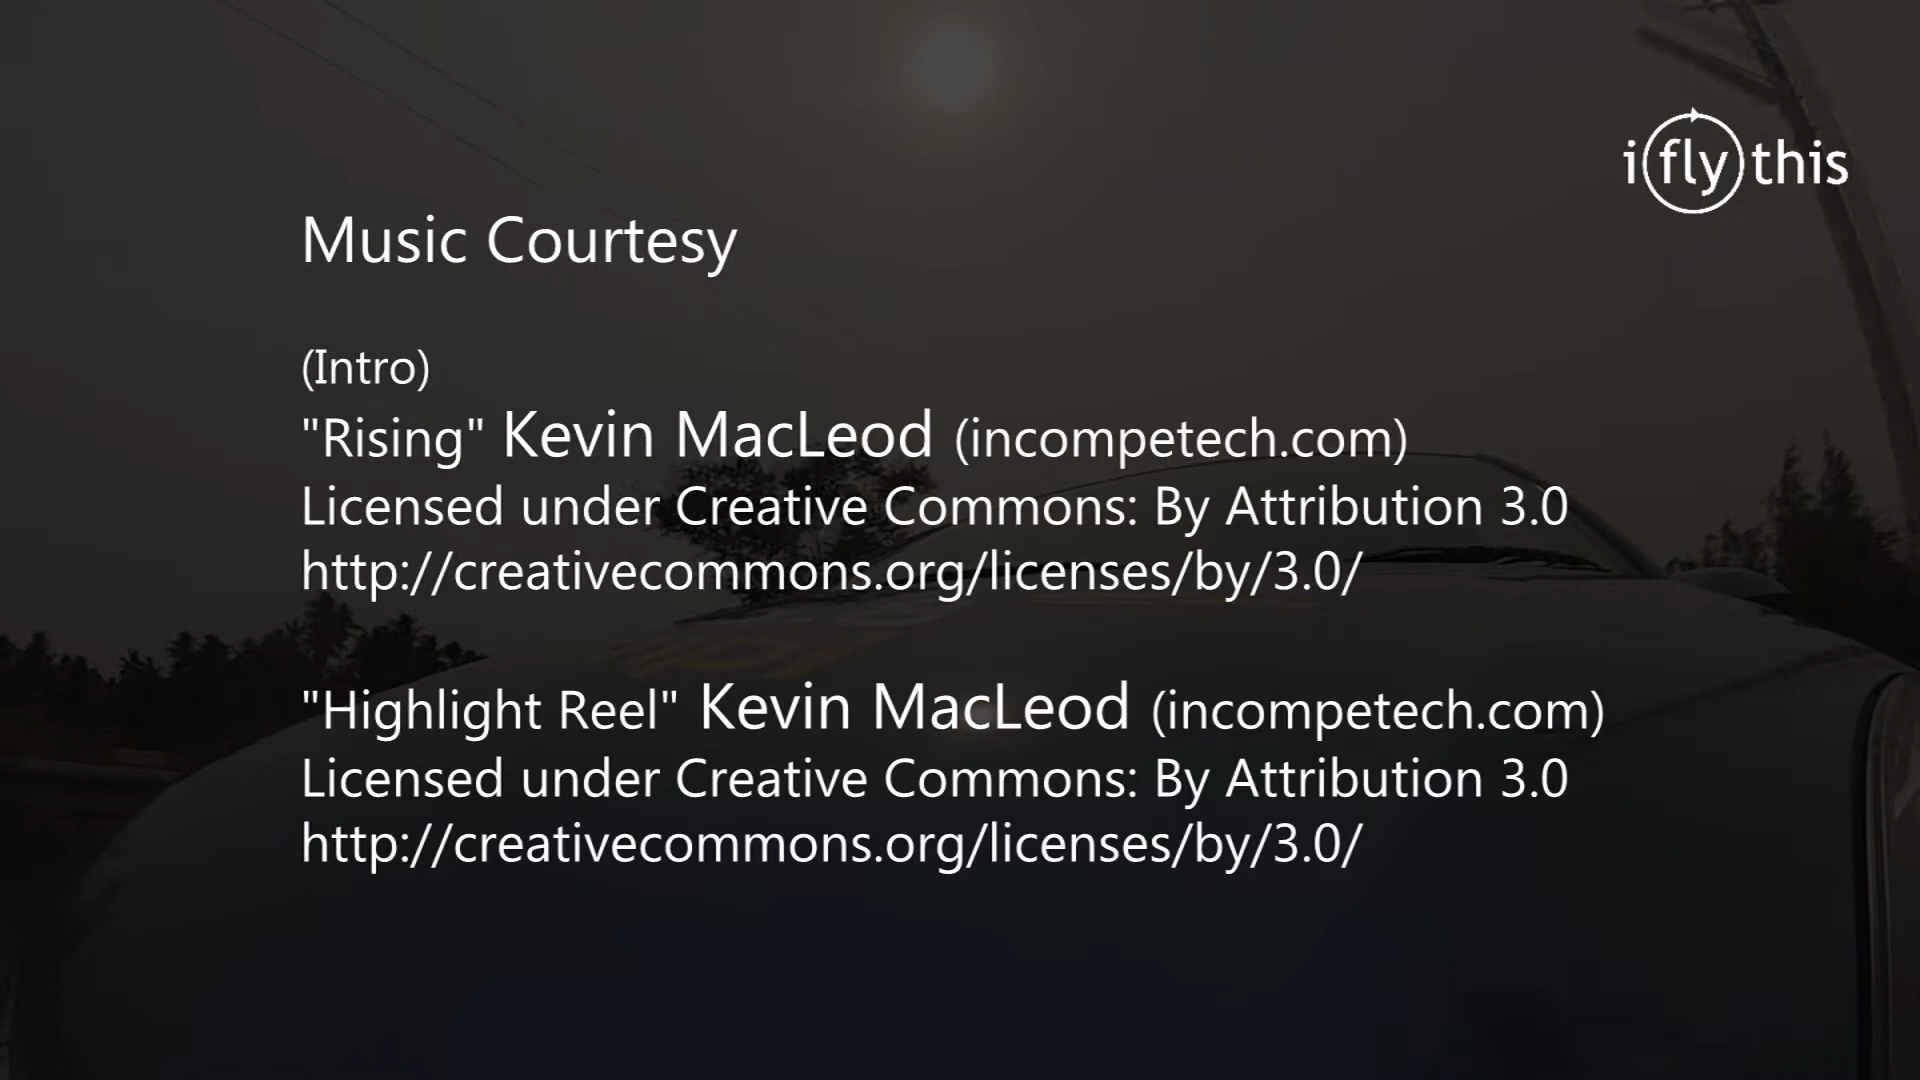 i fly this
Music Courtesy
(Intro)
"Rising" Kevin MacLeod (incompetech.com)
Licensed under Creative Commons: By Attribution 3.0
http://creativecommons.org/licenses/by/3.0/
"Highlight Reel" Kevin MacLeod (incompetech.com)
Licensed under Creative Commons: By Attribution 3.0
http://creativecommons.org/licenses/by/3.0/